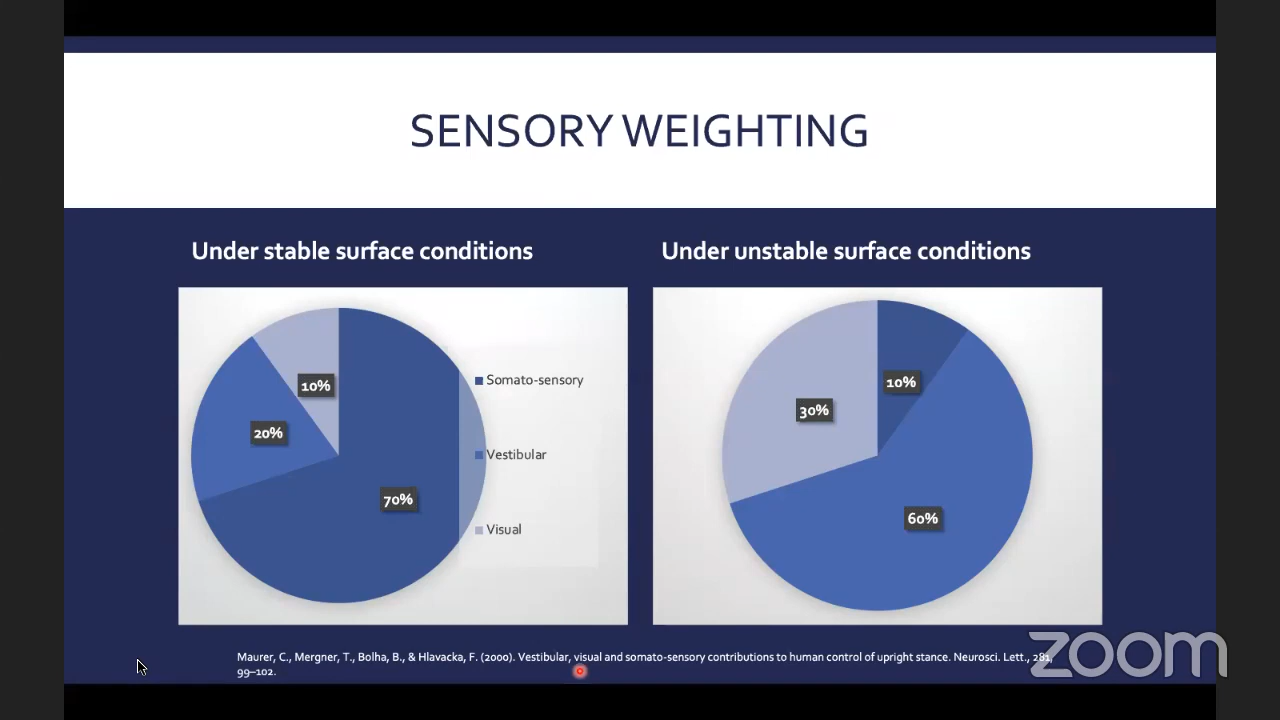 SENSORY WEIGHTING
Under stable surface conditions
Under unstable surface conditions
10%
20%
70%
Somato-sensory
Vestibular
Visual
10%
30%
60%
Maurer, C., Mergner, T., Bolha, B., & Hlavacka, F. (2000). Vestibular, visual and somato-sensory contributions to human control of upright stance. Neurosci. Lett., 281,
99–102.
zoom